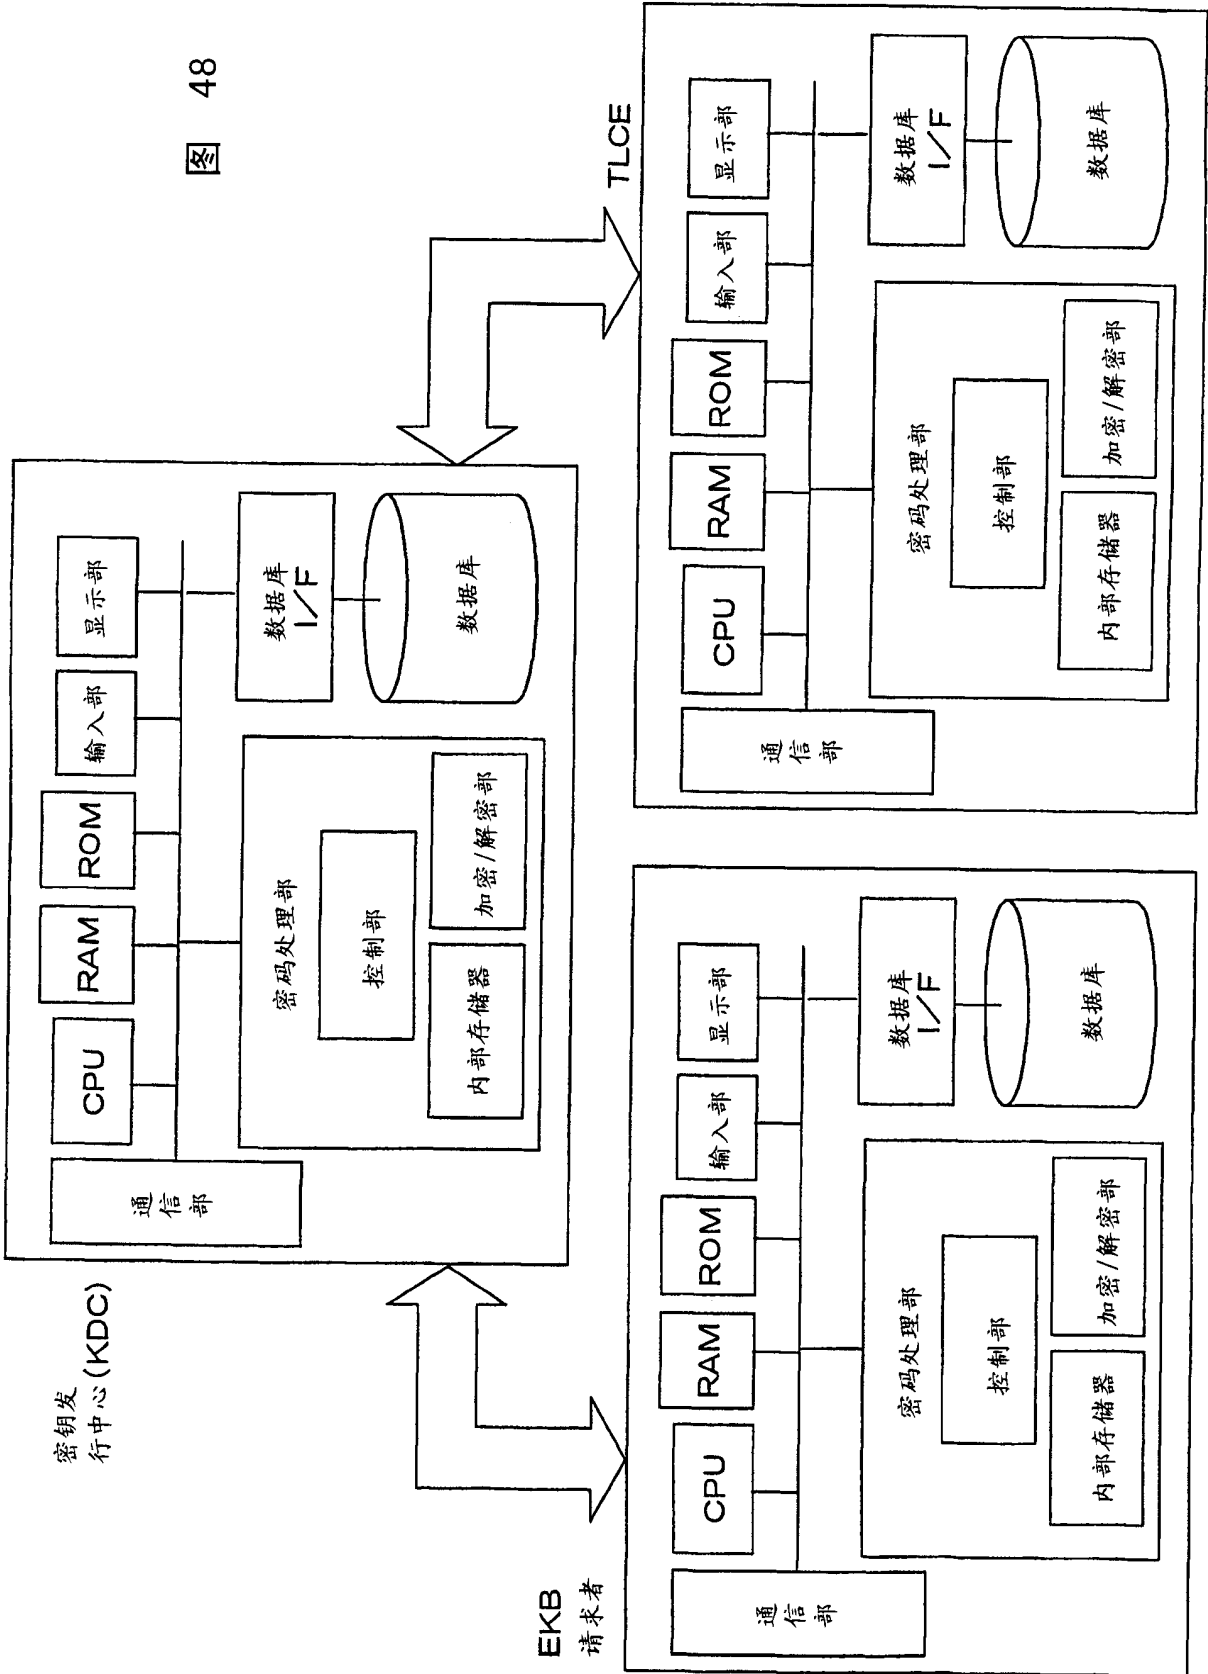 图 48
密钥发
行中心(KDC)
通信部
CPU
RAM
ROM
输入部
显示部
密码处理部
控制部
内部存储器
加密/解密部
数据库
I/F
数据库
EKB
请求者
通信部
CPU
RAM
ROM
输入部
显示部
密码处理部
控制部
内部存储器
加密/解密部
数据库
I/F
数据库
TLCE
通信部
CPU
RAM
ROM
输入部
显示部
密码处理部
控制部
内部存储器
加密/解密部
数据库
I/F
数据库